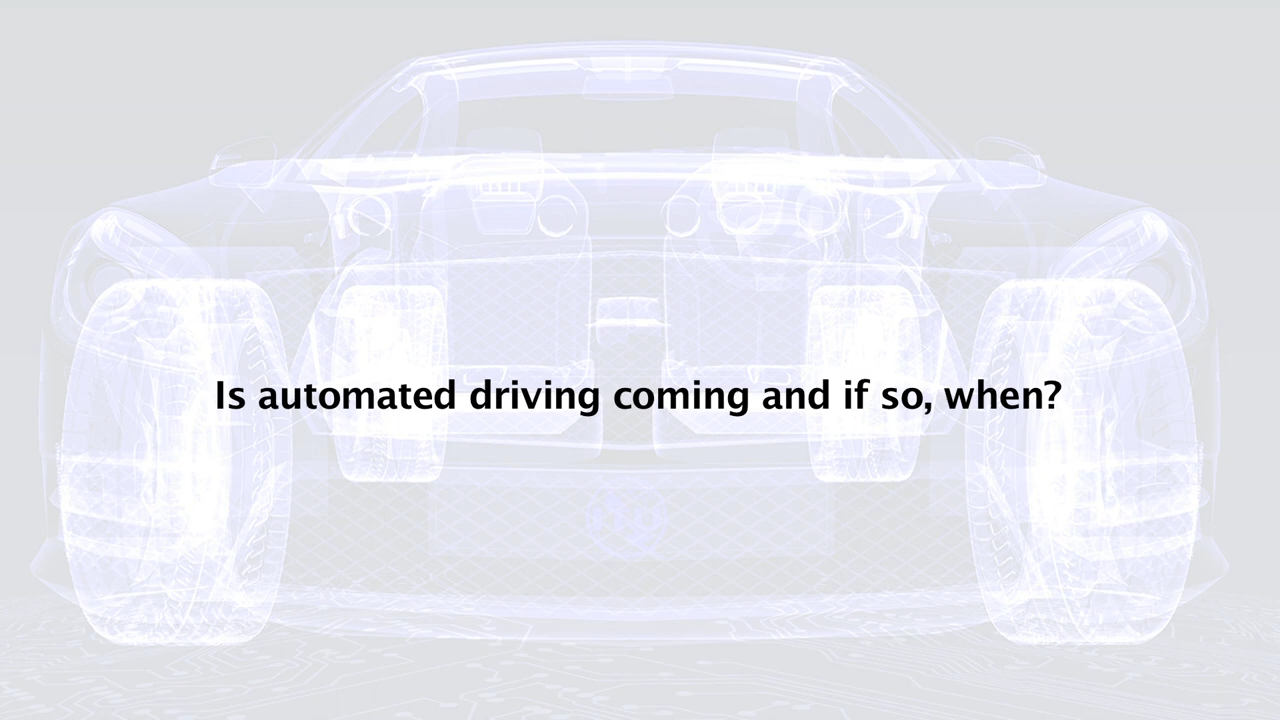 Is automated driving coming and if so, when?